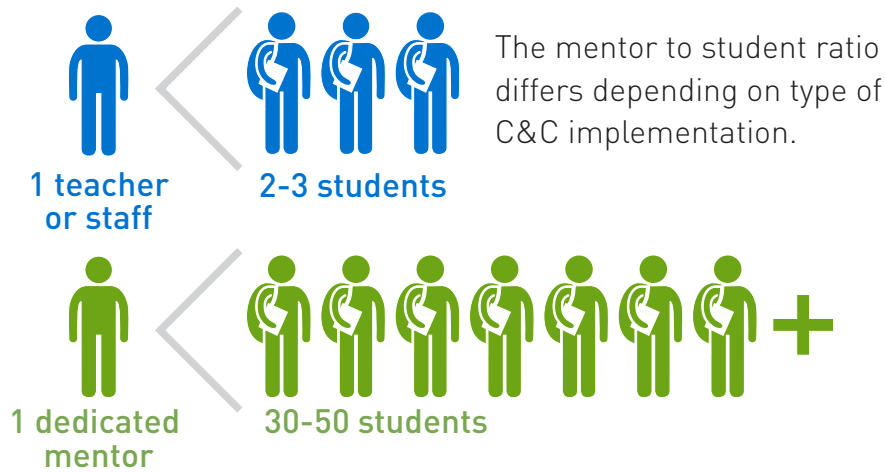 The mentor to student ratio
differs depending on type of
C&C implementation.
1 teacher
or staff
2-3 students
1 dedicated
mentor
30-50 students